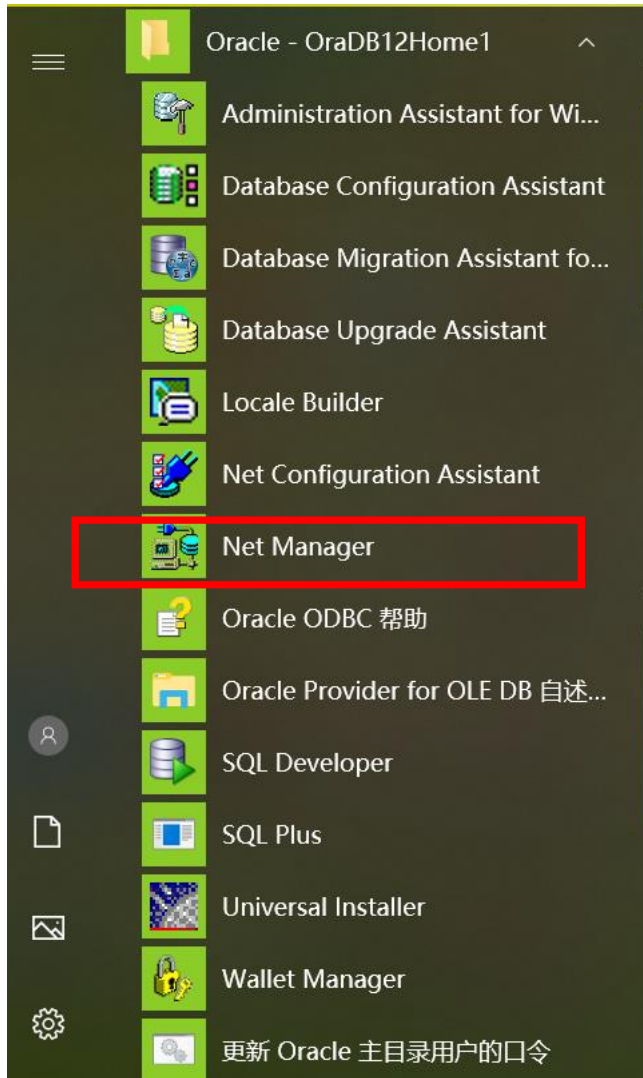 Oracle - OraDB12Home1
Administration Assistant for Wi...
Database Configuration Assistant
Database Migration Assistant fo...
Database Upgrade Assistant
Locale Builder
Net Configuration Assistant
Net Manager
Oracle ODBC 帮助
Oracle Provider for OLE DB 自述...
SQL Developer
SQL Plus
Universal Installer
Wallet Manager
更新 Oracle 主目录用户的口令